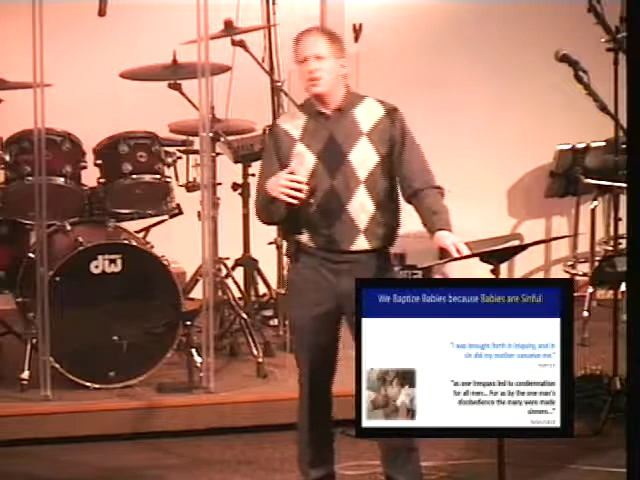 dw
We Baptize Babies because Babies are Sinful
"I was brought forth in iniquity, and in
sin did my mother conceive me."
"as one trespass led to condemnation
for all men... For as by the one man's
disobedience the many were made
sinners..."